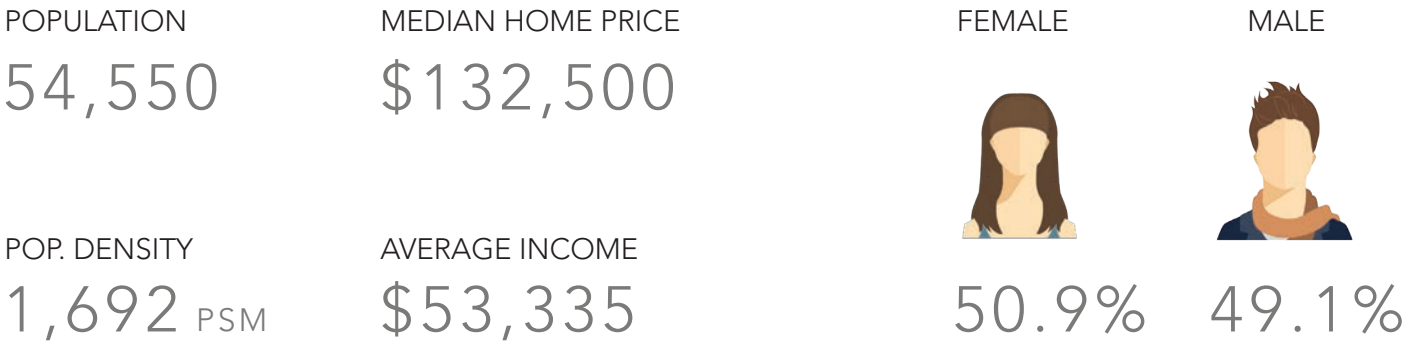 POPULATION
54,550
MEDIAN HOME PRICE
$132,500
FEMALE
MALE
POP. DENSITY
1,692 PSM
AVERAGE INCOME
$53,335
50.9%
49.1%